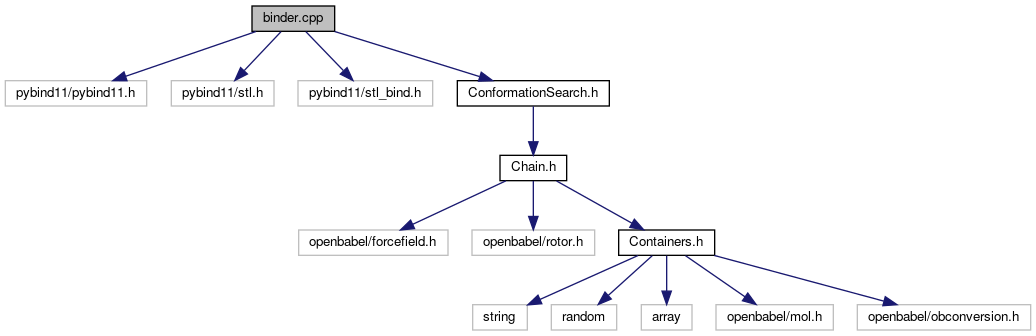 binder.cpp
pybind11/pybind11.h
pybind11/stl.h
pybind11/stl_bind.h
ConformationSearch.h
Chain.h
openbabel/forcefield.h
openbabel/rotor.h
Containers.h
string
random
array
openbabel/mol.h
openbabel/obconversion.h